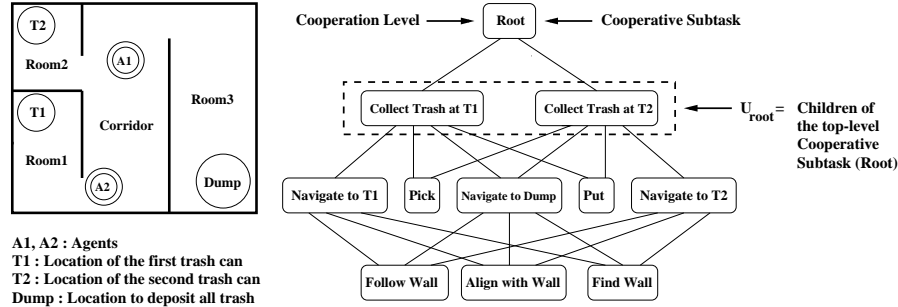 T2
A1
Room2
Room3
T1
Corridor
Room1
A2
Dump
A1, A2 : Agents
T1 : Location of the first trash can
T2 : Location of the second trash can
Dump : Location to deposit all trash
Cooperation Level
Root
Cooperative Subtask
Collect Trash at T1
Collect Trash at T2
U root = Children of
the top-level
Cooperative
Subtask (Root)
Navigate to T1
Pick
Navigate to Dump
Put
Navigate to T2
Follow Wall
Align with Wall
Find Wall